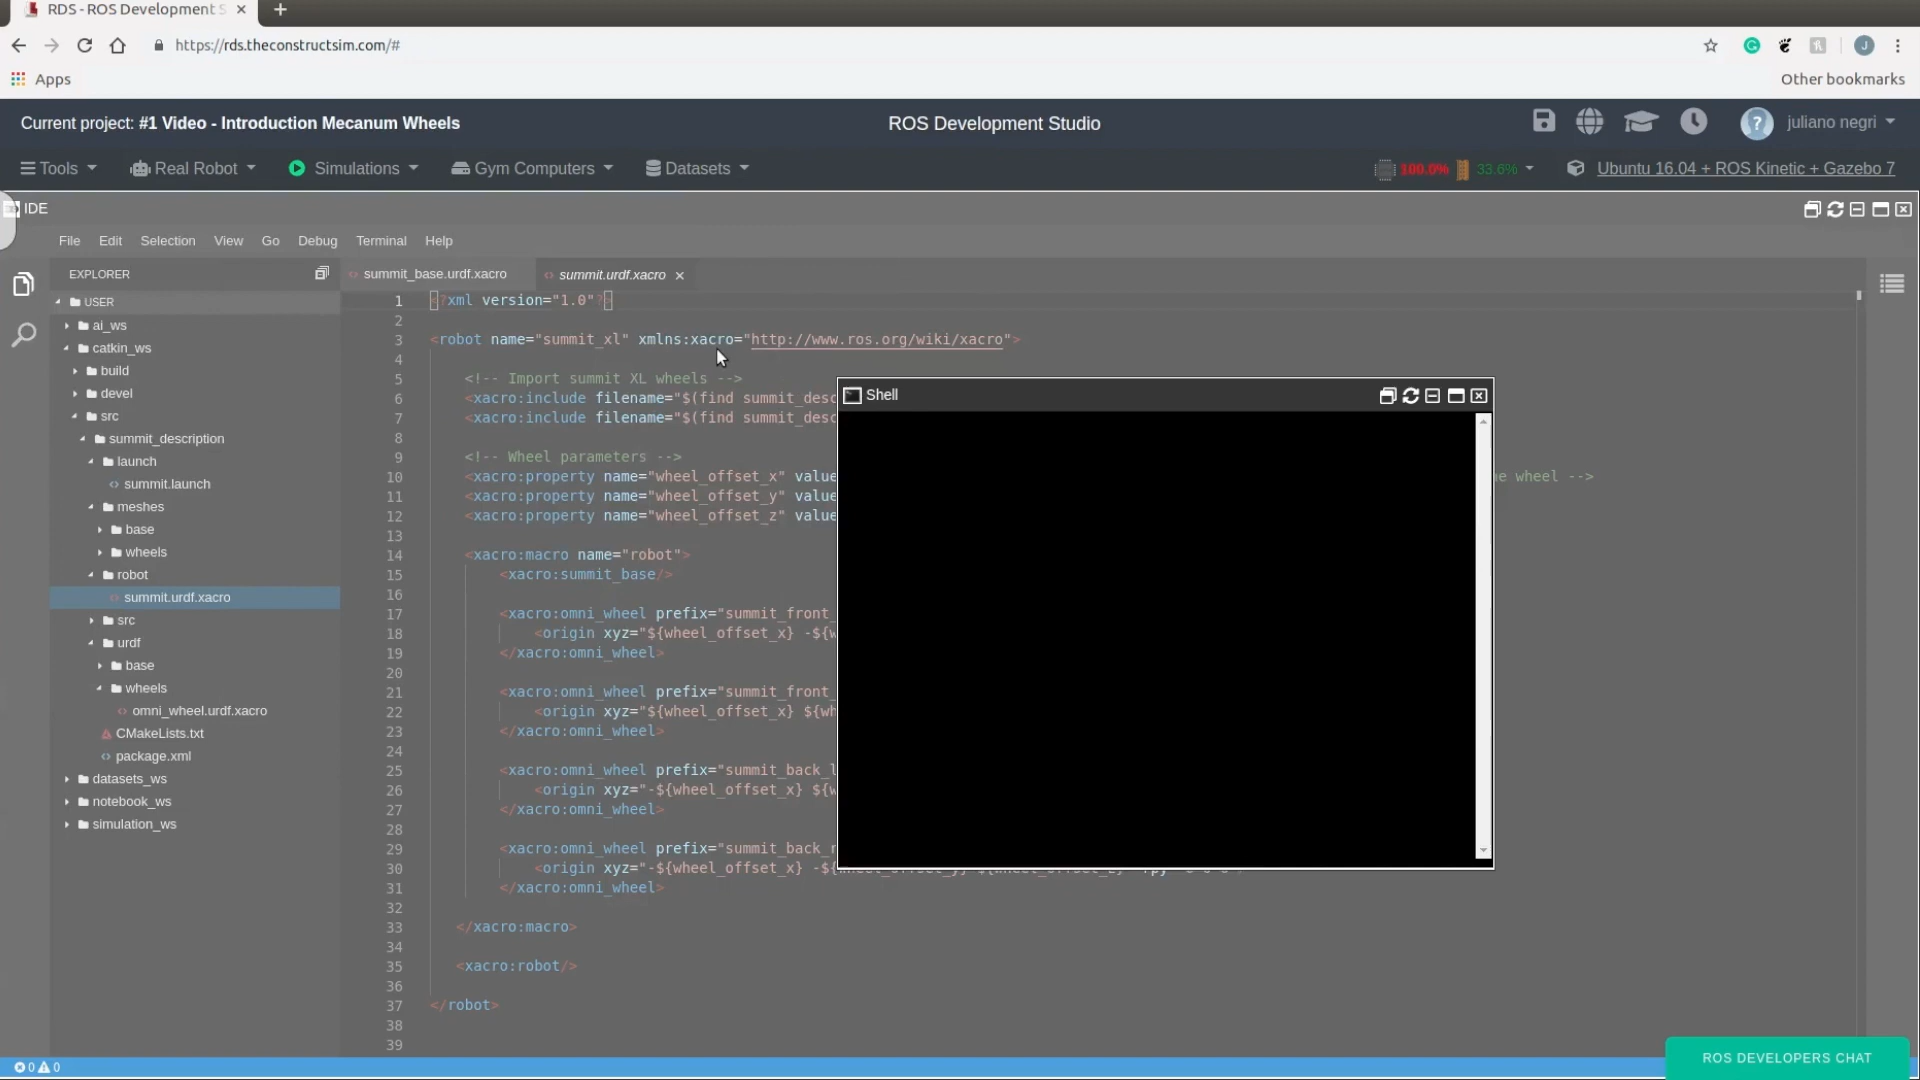 RDS - ROS Development S
https://rds.theconstructsim.com/#
Apps
Other bookmarks
Current project: #1 Video - Introduction Mecanum Wheels
ROS Development Studio
juliano negri
Tools
Real Robot
Simulations
Gym Computers
Datasets
100.0%
33.6%
Ubuntu 16.04 + ROS Kinetic + Gazebo 7
IDE
File Edit Selection View Go Debug Terminal Help
EXPLORER
USER
ai_ws
catkin_ws
build
devel
src
summit_description
launch
summit.launch
meshes
base
wheels
robot
summit.urdf.xacro
src
urdf
base
wheels
omni_wheel.urdf.xacro
CMakeLists.txt
package.xml
datasets_ws
notebook_ws
simulation_ws
summit_base.urdf.xacro
summit.urdf.xacro
1 <?xml version="1.0"?>
2
3 <robot name="summit_xl" xmlns:xacro="http://www.ros.org/wiki/xacro">
4
5 <!-- Import summit XL wheels -->
6 <xacro:include filename="$(find summit_desc
7 <xacro:include filename="$(find summit_desc
8
9 <!-- Wheel parameters -->
10 <xacro:property name="wheel_offset_x" value
wheel -->
11 <xacro:property name="wheel_offset_y" value
12 <xacro:property name="wheel_offset_z" value
13
14 <xacro:macro name="robot">
15 <xacro:summit_base/>
16
17 <xacro:omni_wheel prefix="summit_front_
18 <origin xyz="${wheel_offset_x} -${w
19 </xacro:omni_wheel>
20
21 <xacro:omni_wheel prefix="summit_front_
22 <origin xyz="${wheel_offset_x} ${wh
23 </xacro:omni_wheel>
24
25 <xacro:omni_wheel prefix="summit_back_l
26 <origin xyz="-${wheel_offset_x} ${w
27 </xacro:omni_wheel>
28
29 <xacro:omni_wheel prefix="summit_back_r
30 <origin xyz="-${wheel_offset_x} -${
31 </xacro:omni_wheel>
32
33 </xacro:macro>
34
35 <xacro:robot/>
36
37 </robot>
38
39
Shell
0 0
ROS DEVELOPERS CHAT